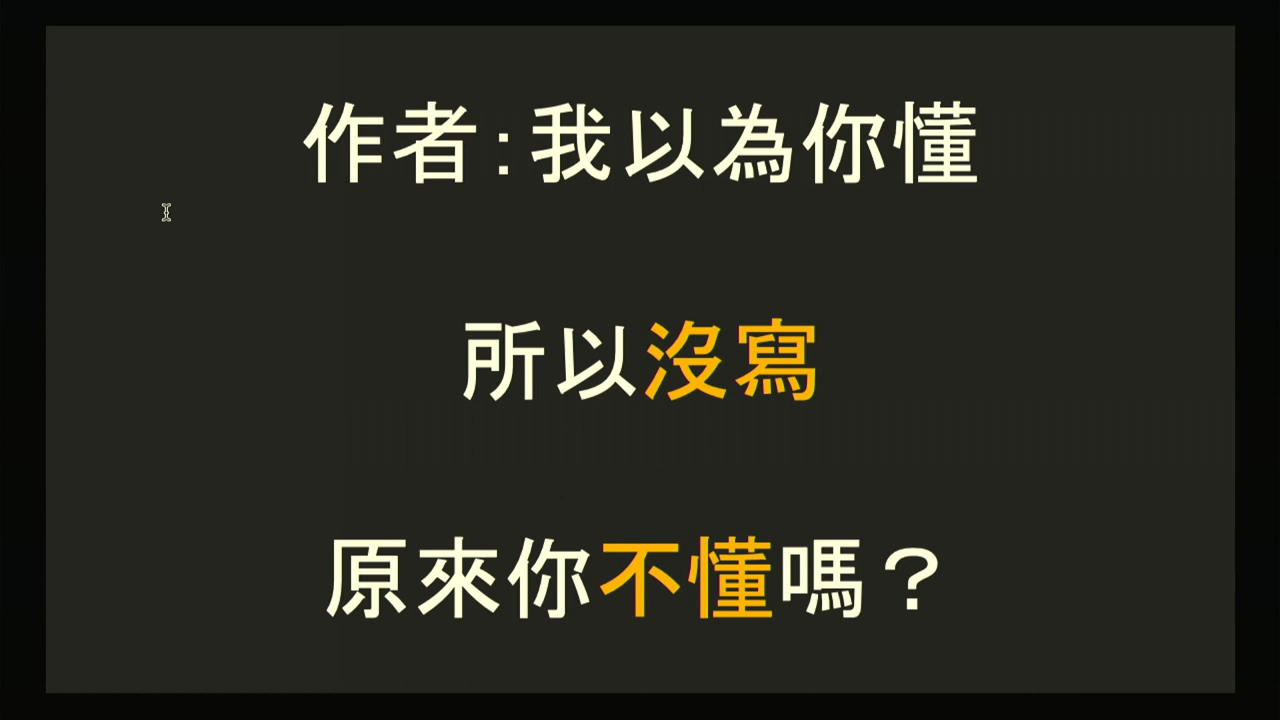 作者:我以為你懂
所以沒寫
原來你不懂嗎？